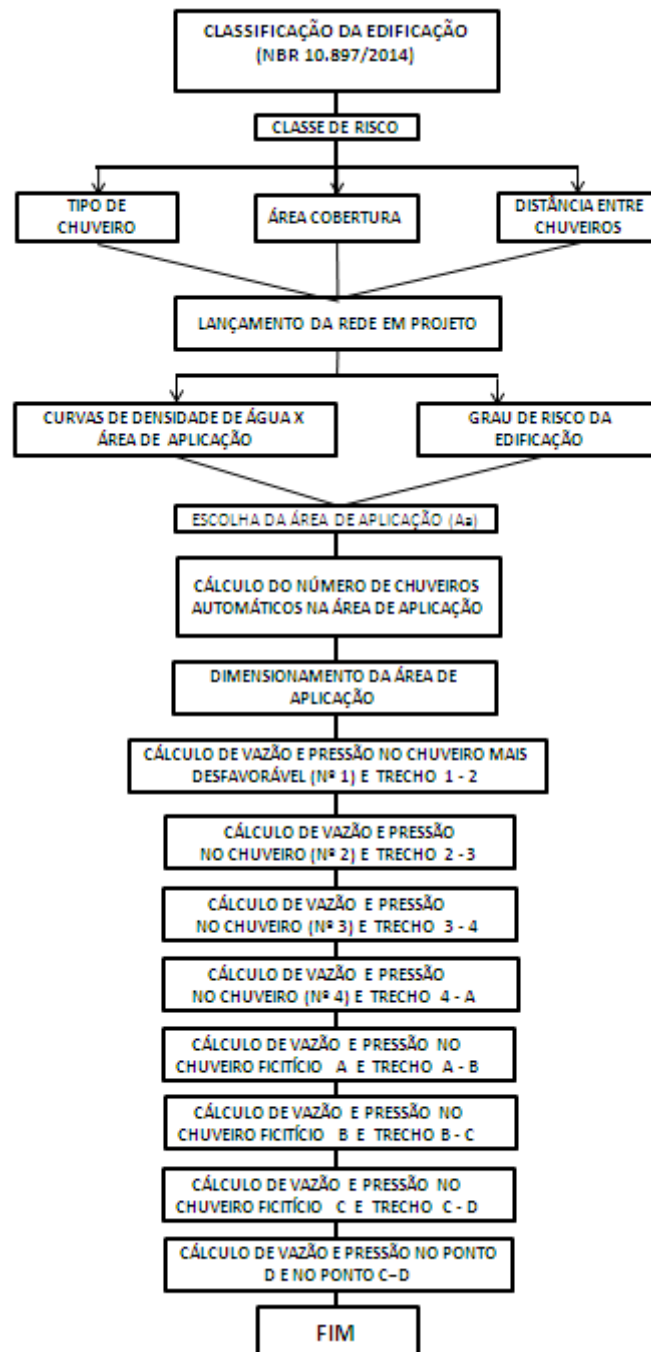 CLASSIFICAÇÃO DA EDIFICAÇÃO
(NBR 10.897/2014)
CLASSE DE RISCO
TIPO DE
CHUVEIRO
ÁREA COBERTURA
DISTÂNCIA ENTRE
CHUVEIROS
LANÇAMENTO DA REDE EM PROJETO
CURVAS DE DENSIDADE DE ÁGUA X
ÁREA DE APLICAÇÃO
GRAU DE RISCO DA
EDIFICAÇÃO
ESCOLHA DA ÁREA DE APLICAÇÃO (Aa)
CÁLCULO DO NÚMERO DE CHUVEIROS
AUTOMÁTICOS NA ÁREA DE APLICAÇÃO
DIMENSIONAMENTO DA ÁREA DE
APLICAÇÃO
CÁLCULO DE VAZÃO E PRESSÃO NO CHUVEIRO MAIS
DESFAVORÁVEL (Nº 1) E TRECHO 1 - 2
CÁLCULO DE VAZÃO E PRESSÃO
NO CHUVEIRO (Nº 2) E TRECHO 2 - 3
CÁLCULO DE VAZÃO E PRESSÃO
NO CHUVEIRO (Nº 3) E TRECHO 3 - 4
CÁLCULO DE VAZÃO E PRESSÃO
NO CHUVEIRO (Nº 4) E TRECHO 4 - A
CÁLCULO DE VAZÃO E PRESSÃO NO
CHUVEIRO FICITÍCIO A E TRECHO A - B
CÁLCULO DE VAZÃO E PRESSÃO NO
CHUVEIRO FICITÍCIO B E TRECHO B - C
CÁLCULO DE VAZÃO E PRESSÃO NO
CHUVEIRO FICITÍCIO C E TRECHO C - D
CÁLCULO DE VAZÃO E PRESSÃO NO PONTO
D E NO PONTO C–D
FIM